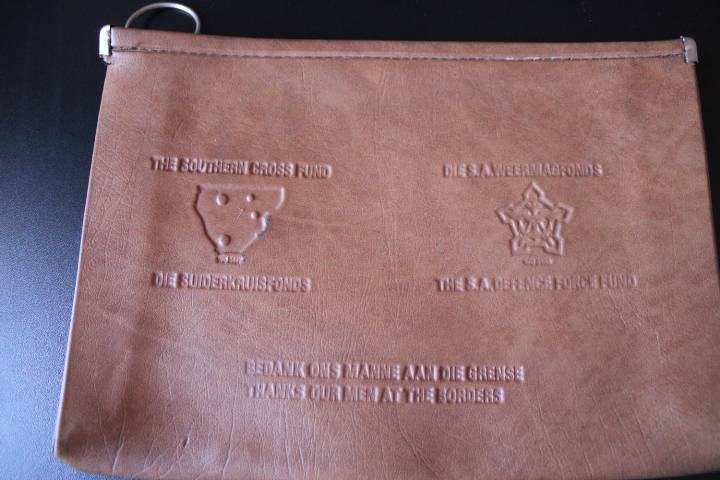 THE SOUTHERN CROSS FUND
DIE SUIDERKRUISFONDS
DIE S.A.WEERMAGFONDS
THE S.A.DEFENCE FORCE FUND
BEDANK ONS MANNE AAN DIE GRENSE
THANKS OUR MEN AT THE BORDERS